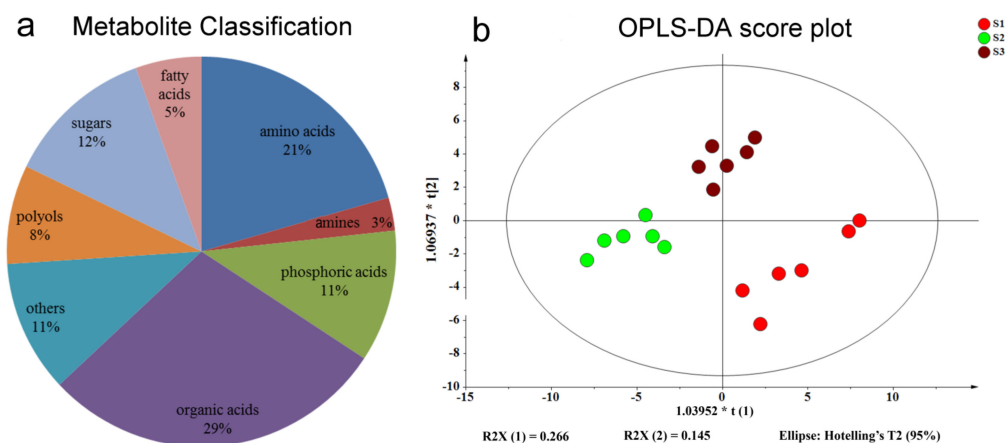 a Metabolite Classification
fatty
acids
5%
amino acids
21%
sugars
12%
amines 3%
polyols
8%
phosphoric acids
11%
others
11%
organic acids
29%
b OPLS-DA score plot
S1
S2
S3
1.06937 * t[2]
8
6
4
2
0
-2
-4
-6
-8
-10
-15 -10 -5 0 5 10
1.03952 * t (1)
R2X (1) = 0.266 R2X (2) = 0.145 Ellipse: Hotelling’s T2 (95%)